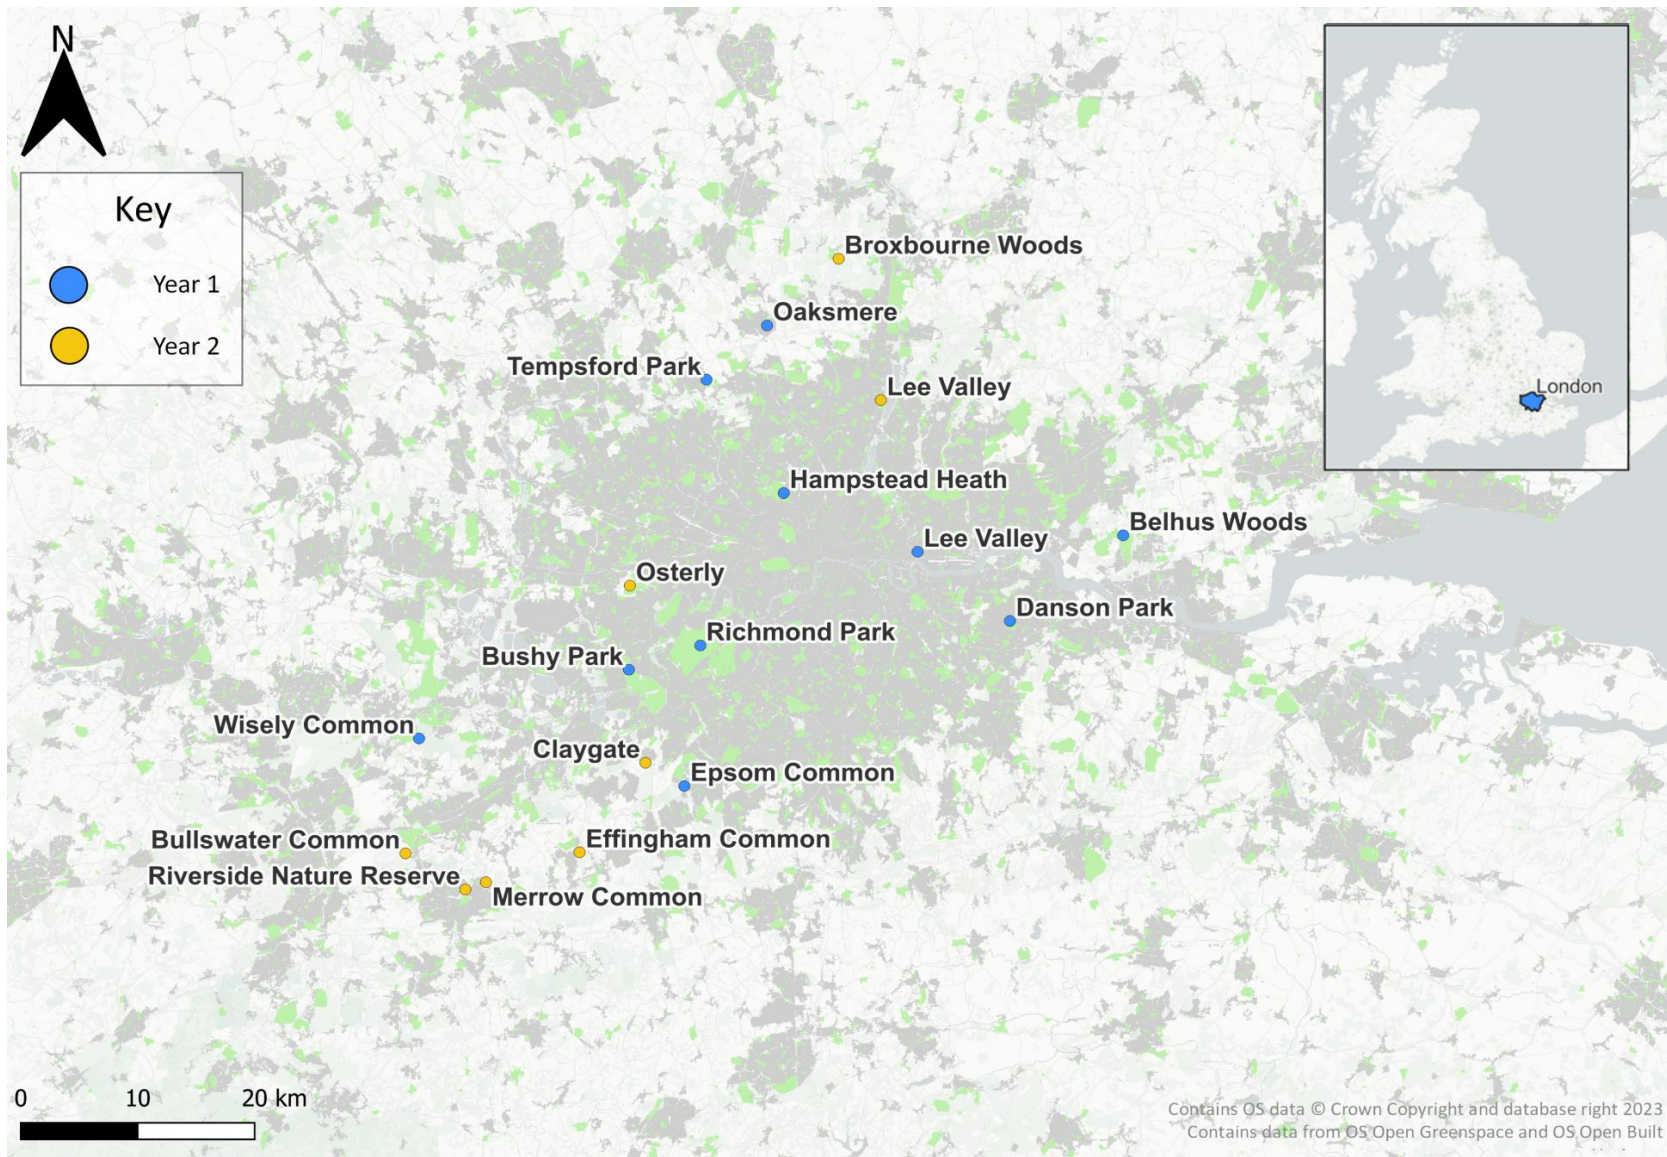 N
Key
Year 1
Year 2
London
Broxbourne Woods
Oaksmere
Tempsford Park
Lee Valley
Hampstead Heath
Belhus Woods
Lee Valley
Osterly
Danson Park
Richmond Park
Bushy Park
Wisely Common
Claygate
Epsom Common
Bullswater Common
Effingham Common
Riverside Nature Reserve
Merrow Common
0 10 20 km
Contains OS data © Crown Copyright and database right 2023
Contains data from OS Open Greenspace and OS Open Built